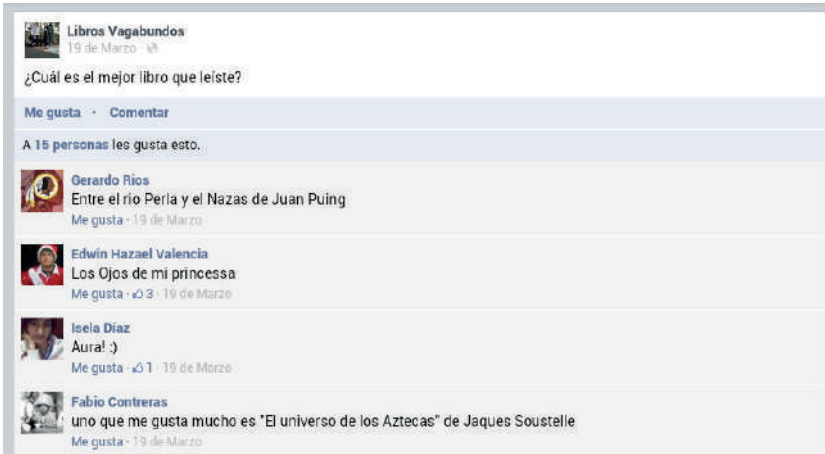 Libros Vagabundos
19 de Marzo ·
¿Cuál es el mejor libro que leíste?
Me gusta · Comentar
A 15 personas les gusta esto.
Gerardo Rios
Entre el rio Perla y el Nazas de Juan Puing
Me gusta · 19 de Marzo
Edwin Hazael Valencia
Los Ojos de mi princessa
Me gusta · 3 · 19 de Marzo
Isela Díaz
Aura! :)
Me gusta · 1 · 19 de Marzo
Fabio Contreras
uno que me gusta mucho es "El universo de los Aztecas" de Jaques Soustelle
Me gusta · 19 de Marzo